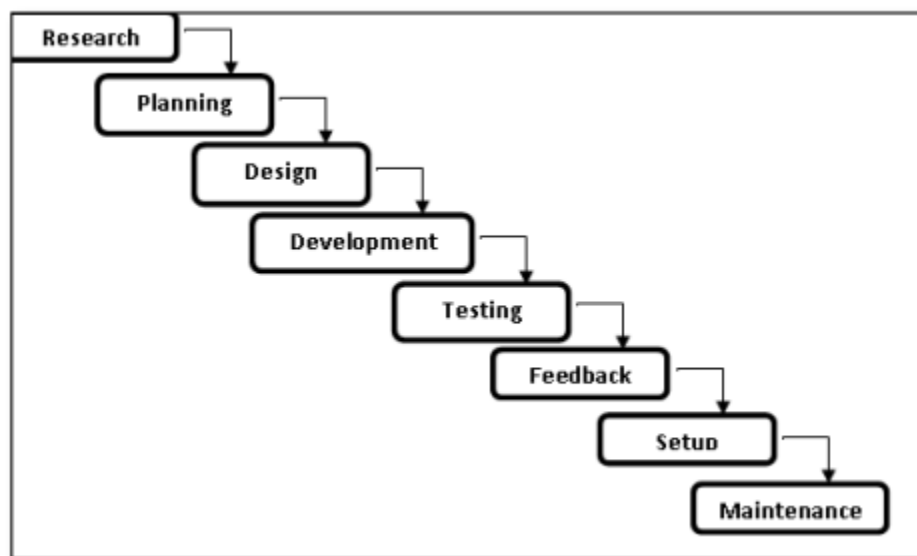 Research
Planning
Design
Development
Testing
Feedback
Setup
Maintenance